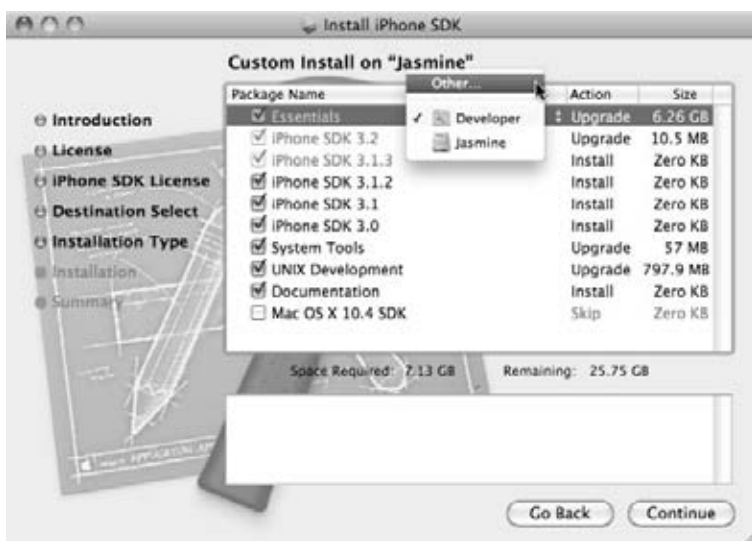 Install iPhone SDK
Custom Install on "Jasmine"
Other...
Developer
Jasmine
Package Name Action Size
Essentials Upgrade 6.26 GB
iPhone SDK 3.2 Upgrade 10.5 MB
iPhone SDK 3.1.3 Install Zero KB
iPhone SDK 3.1.2 Install Zero KB
iPhone SDK 3.1 Install Zero KB
iPhone SDK 3.0 Install Zero KB
System Tools Upgrade 57 MB
UNIX Development Upgrade 797.9 MB
Documentation Install Zero KB
Mac OS X 10.4 SDK Skip Zero KB
Introduction
License
iPhone SDK License
Destination Select
Installation Type
Installation
Summary
Space Required: 7.13 GB Remaining: 25.75 GB
APPLICATION
Go Back Continue